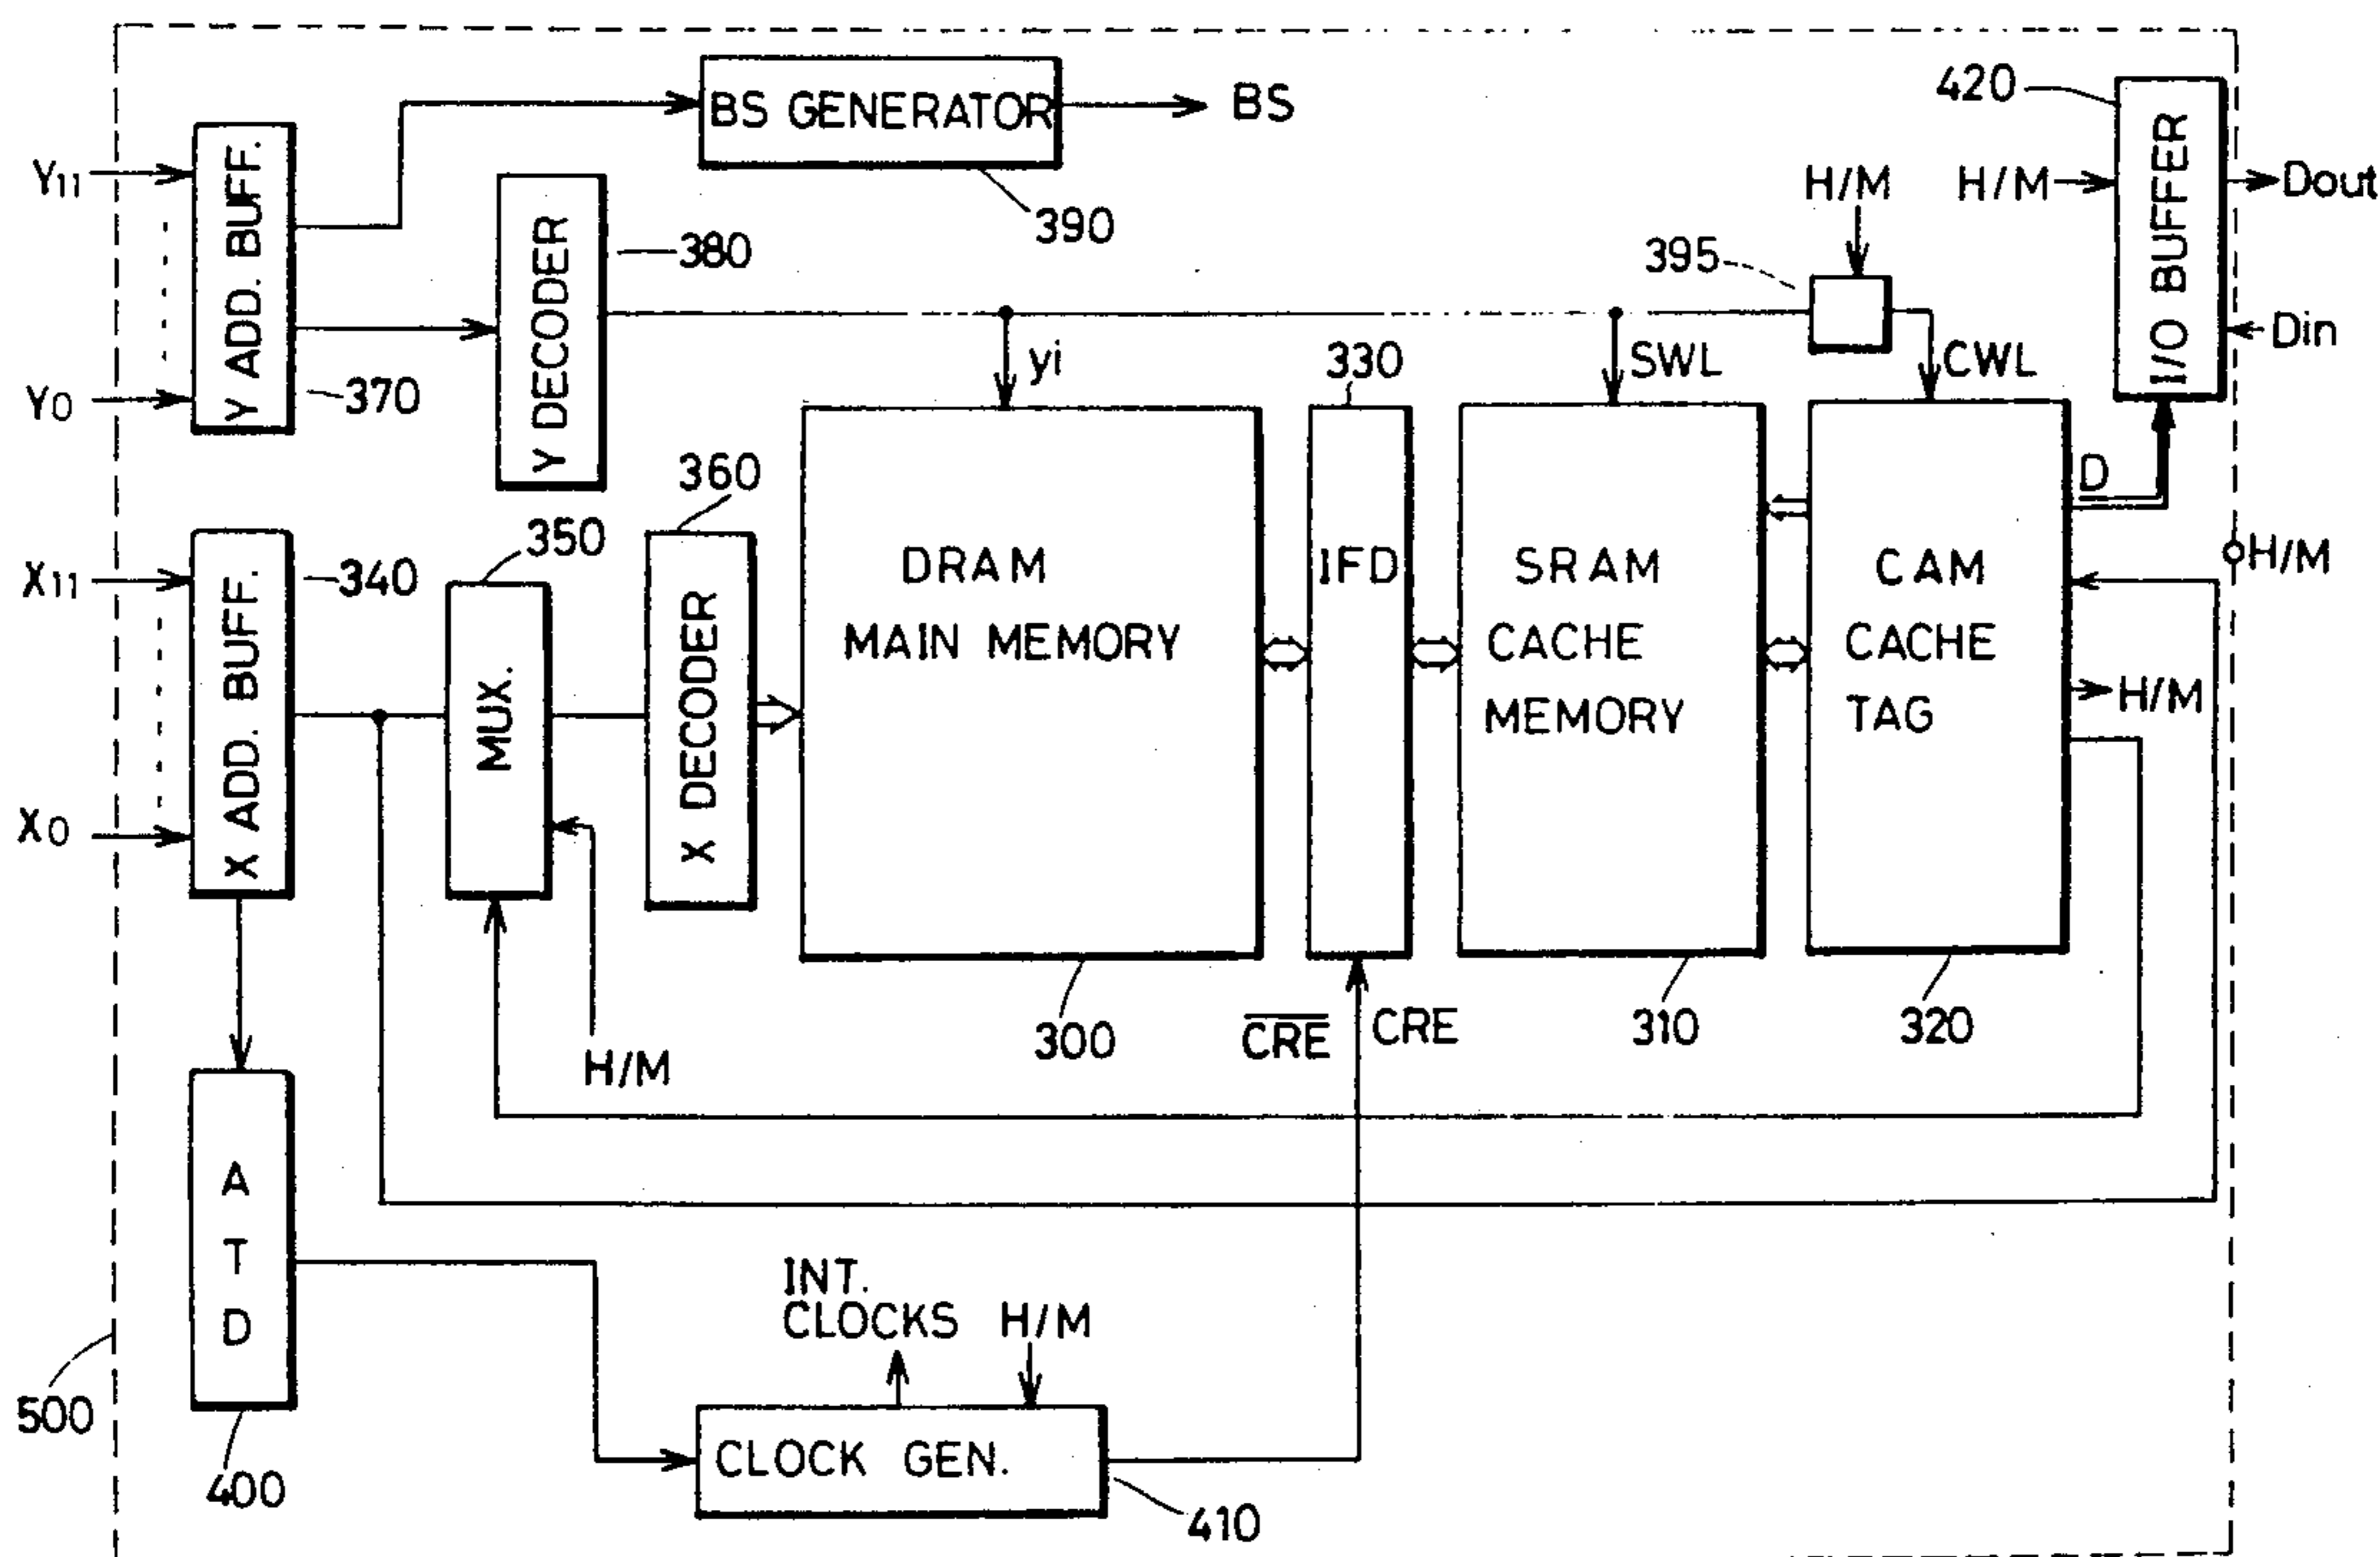 BS GENERATOR
BS
390
420
I/O BUFFER
H/M
Dout
Din
Y11
Y0
Y ADD. BUFF.
370
Y DECODER
380
H/M
395
yi
330
SWL
CWL
X11
X0
X ADD. BUFF.
340
350
MUX.
360
X DECODER
DRAM
MAIN MEMORY
IFD
SRAM
CACHE
MEMORY
CAM
CACHE
TAG
D
H/M
H/M
300
CRE
CRE
310
320
H/M
A
T
D
500
400
INT.
CLOCKS
H/M
CLOCK GEN.
410